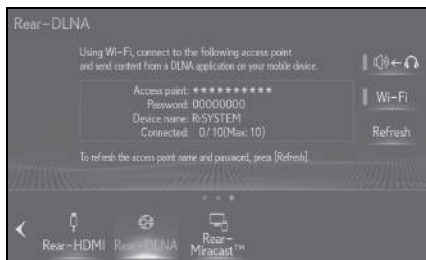 Rear-DLNA
Using Wi-Fi, connect to the following access point
and send content from a DLNA application on your mobile device.
Access point: **********
Password: 00000000
Device name: R:SYSTEM
Connected: 0/10(Max: 10)
Wi-Fi
Refresh
To refresh the access point name and password, press [Refresh].
Rear-HDMI
Rear-DLNA
Rear-
Miracast™